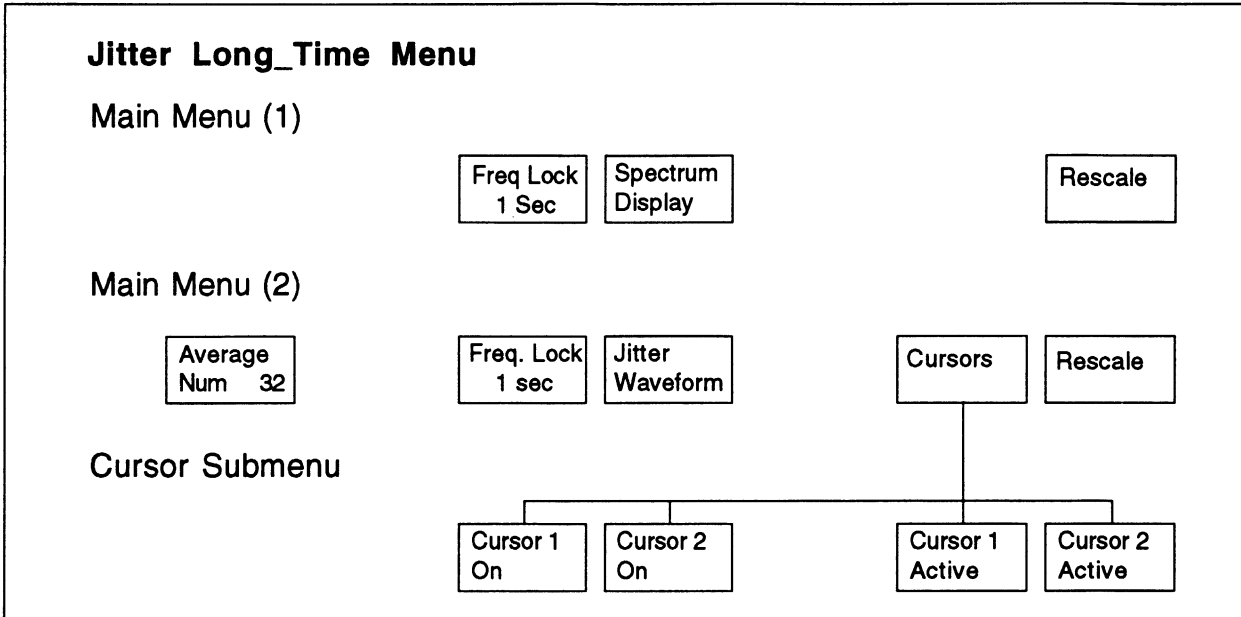 Jitter Long_Time Menu
Main Menu (1)
Freq Lock
1 Sec
Spectrum
Display
Rescale
Main Menu (2)
Average
Num 32
Freq. Lock
1 sec
Jitter
Waveform
Cursors
Rescale
Cursor Submenu
Cursor 1
On
Cursor 2
On
Cursor 1
Active
Cursor 2
Active